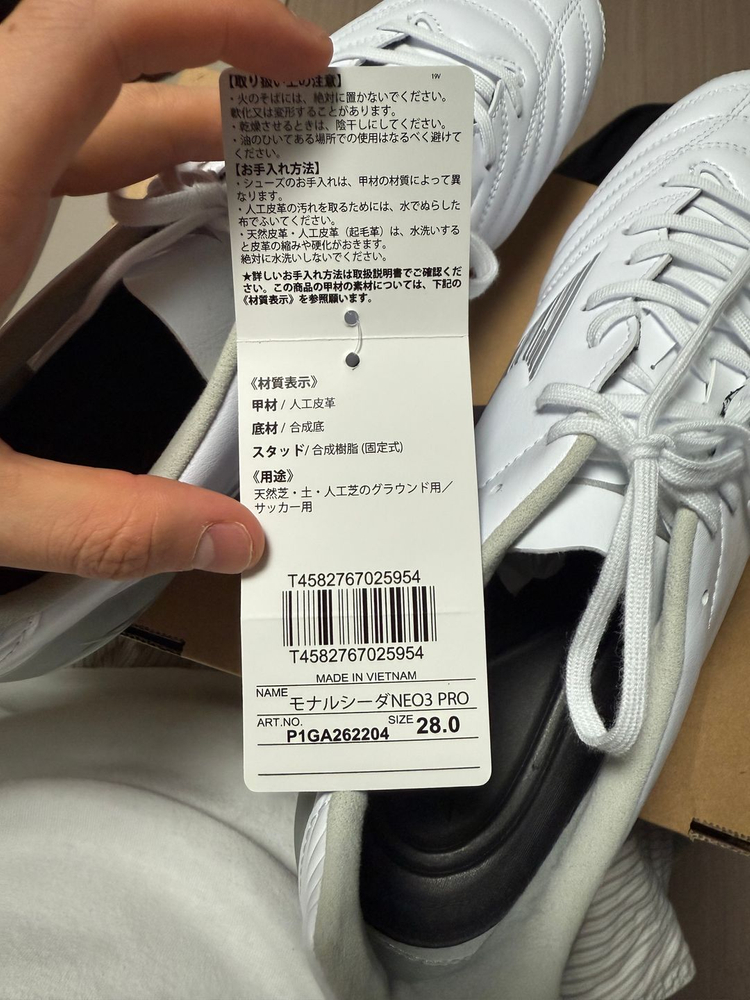 【取り扱い上の注意】
19V
・火のそばには、絶対に置かないでください。
軟化又は変形することがあります。
・乾燥させるときは、陰干しにしてください。
・油のひいてある場所での使用はなるべく避けて
ください。
【お手入れ方法】
・シューズのお手入れは、甲材の材質によって異
なります。
・人工皮革の汚れを取るためには、水でぬらした
布でふいてください。
・天然皮革・人工皮革（起毛革）は、水洗いする
と皮革の縮みや硬化がおきます。
絶対に水洗いしないでください。
★詳しいお手入れ方法は取扱説明書でご確認くだ
さい。この商品の甲材の素材については、下記の
《材質表示》を参照願います。
《材質表示》
甲材 / 人工皮革
底材 / 合成底
スタッド/ 合成樹脂 (固定式)
《用途》
天然芝・土・人工芝のグラウンド用／
サッカー用
T4582767025954
T4582767025954
MADE IN VIETNAM
NAME モナルシーダNEO3 PRO
ART.NO. P1GA262204 SIZE 28.0